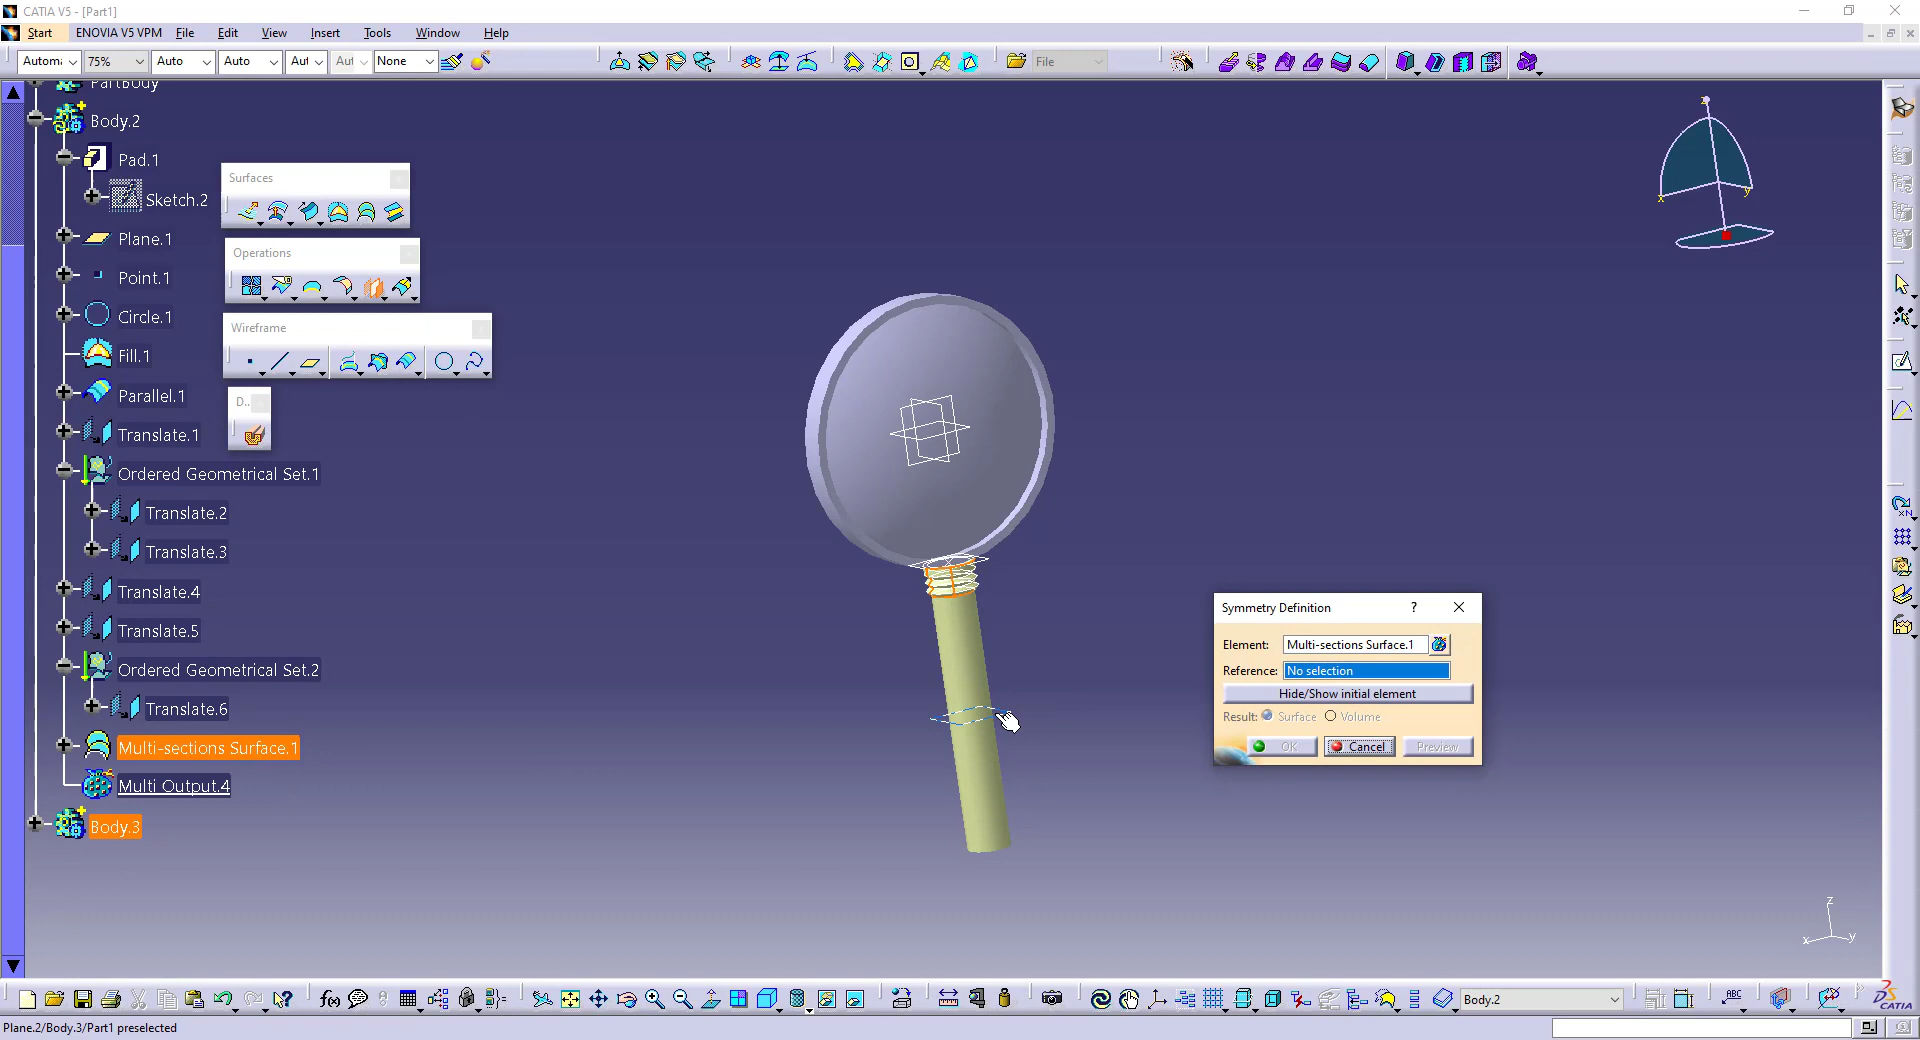 CATIA V5 - [Part1]
Start ENOVIA V5 VPM File Edit View Insert Tools Window Help
75% Auto Auto Aut Aut None File
PartBody
Body.2
Pad.1
Sketch.2
Plane.1
Point.1
Circle.1
Fill.1
Parallel.1
Translate.1
Ordered Geometrical Set.1
Translate.2
Translate.3
Translate.4
Translate.5
Ordered Geometrical Set.2
Translate.6
Multi-sections Surface.1
Multi Output.4
Body.3
Surfaces
Operations
Wireframe
D..
z
x
y
Symmetry Definition ?
Element: Multi-sections Surface.1
Reference: No selection
Hide/Show initial element
Result: Surface Volume
OK Cancel Preview
z
x y
f(x) Body.2 ABC
CATIA
Plane.2/Body.3/Part1 preselected